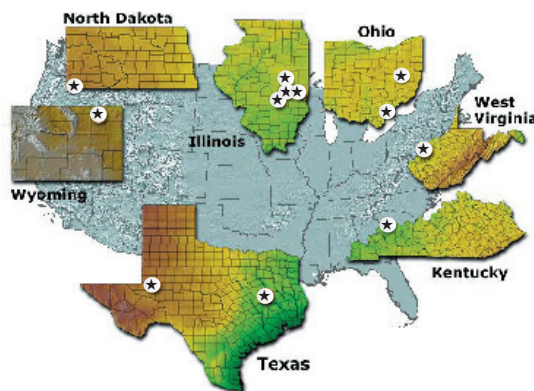 North Dakota
Ohio
West
Virginia
Illinois
Wyoming
Kentucky
Texas